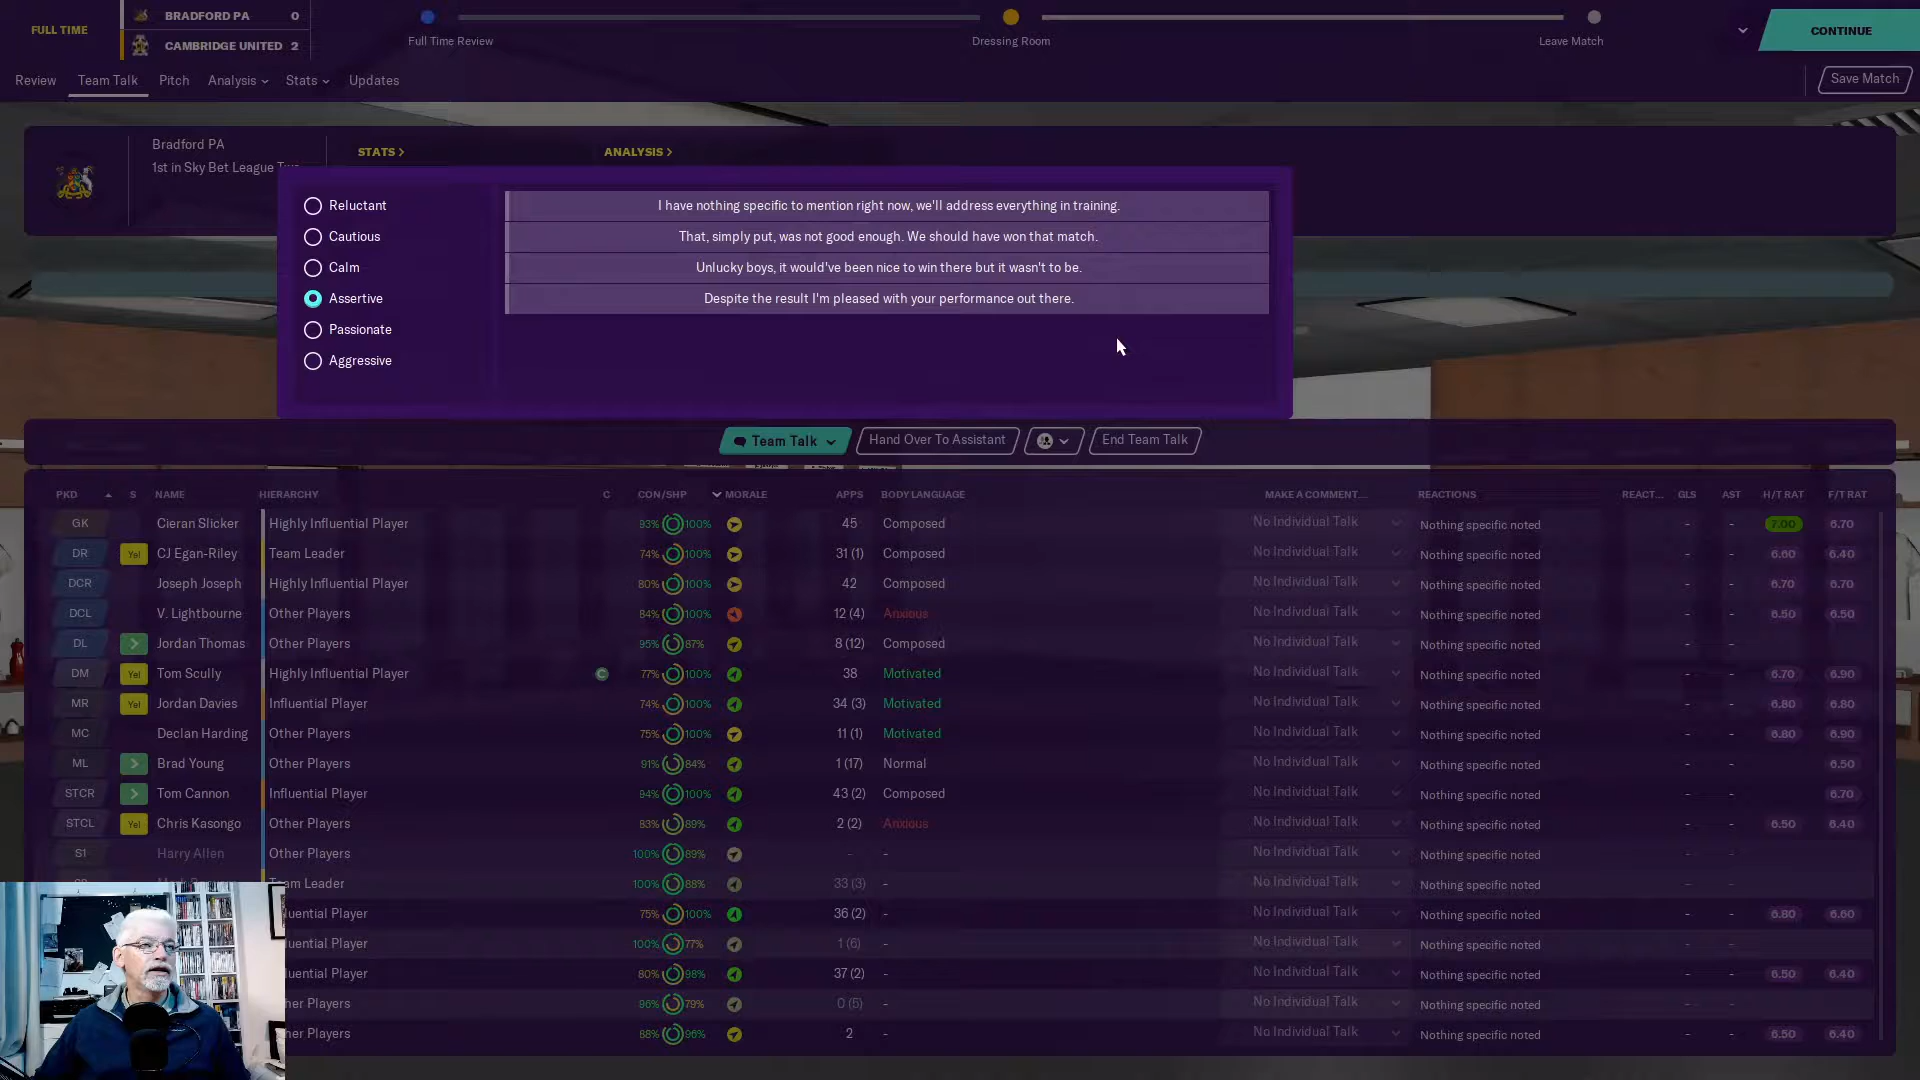 FULL TIME
BRADFORD PA 0
CAMBRIDGE UNITED 2
Full Time Review
Dressing Room
Leave Match
CONTINUE
Review Team Talk Pitch Analysis Stats Updates
Save Match
Bradford PA
1st in Sky Bet League
STATS >
ANALYSIS >
Reluctant
Cautious
Calm
Assertive
Passionate
Aggressive
I have nothing specific to mention right now, we'll address everything in training.
That, simply put, was not good enough. We should have won that match.
Unlucky boys, it would've been nice to win there but it wasn't to be.
Despite the result I'm pleased with your performance out there.
Team Talk Hand Over To Assistant End Team Talk
PKD S NAME HIERARCHY C CON/SHP MORALE APPS BODY LANGUAGE MAKE A COMMENT... REACTIONS REACT... GLS AST H/T RAT F/T RAT
GK Cieran Slicker Highly Influential Player 93% 100% 45 Composed No Individual Talk Nothing specific noted - - 7.00 6.70
DR Yel CJ Egan-Riley Team Leader 74% 100% 31 (1) Composed No Individual Talk Nothing specific noted - - 6.60 6.40
DCR Joseph Joseph Highly Influential Player 80% 100% 42 Composed No Individual Talk Nothing specific noted - - 6.70 6.70
DCL V. Lightbourne Other Players 84% 100% 12 (4) Anxious No Individual Talk Nothing specific noted - - 6.50 6.50
DL Jordan Thomas Other Players 95% 87% 8 (12) Composed No Individual Talk Nothing specific noted - -
DM Yel Tom Scully Highly Influential Player C 77% 100% 38 Motivated No Individual Talk Nothing specific noted - - 6.70 6.90
MR Yel Jordan Davies Influential Player 74% 100% 34 (3) Motivated No Individual Talk Nothing specific noted - - 6.80 6.80
MC Declan Harding Other Players 75% 100% 11 (1) Motivated No Individual Talk Nothing specific noted - - 6.80 6.90
ML Brad Young Other Players 91% 84% 1 (17) Normal No Individual Talk Nothing specific noted - - 6.50
STCR Tom Cannon Influential Player 94% 100% 43 (2) Composed No Individual Talk Nothing specific noted - - 6.70
STCL Yel Chris Kasongo Other Players 83% 89% 2 (2) Anxious No Individual Talk Nothing specific noted - - 6.50 6.40
S1 Harry Allen Other Players 100% 89% - - No Individual Talk Nothing specific noted - -
Leader 100% 88% 33 (3) - No Individual Talk Nothing specific noted - -
Player 75% 100% 36 (2) - No Individual Talk Nothing specific noted - - 6.80 6.60
Player 100% 77% 1 (6) - No Individual Talk Nothing specific noted - -
Player 80% 98% 37 (2) - No Individual Talk Nothing specific noted - - 6.50 6.40
Players 96% 79% 0 (5) - No Individual Talk Nothing specific noted - -
Players 88% 96% 2 - No Individual Talk Nothing specific noted - - 6.50 6.40